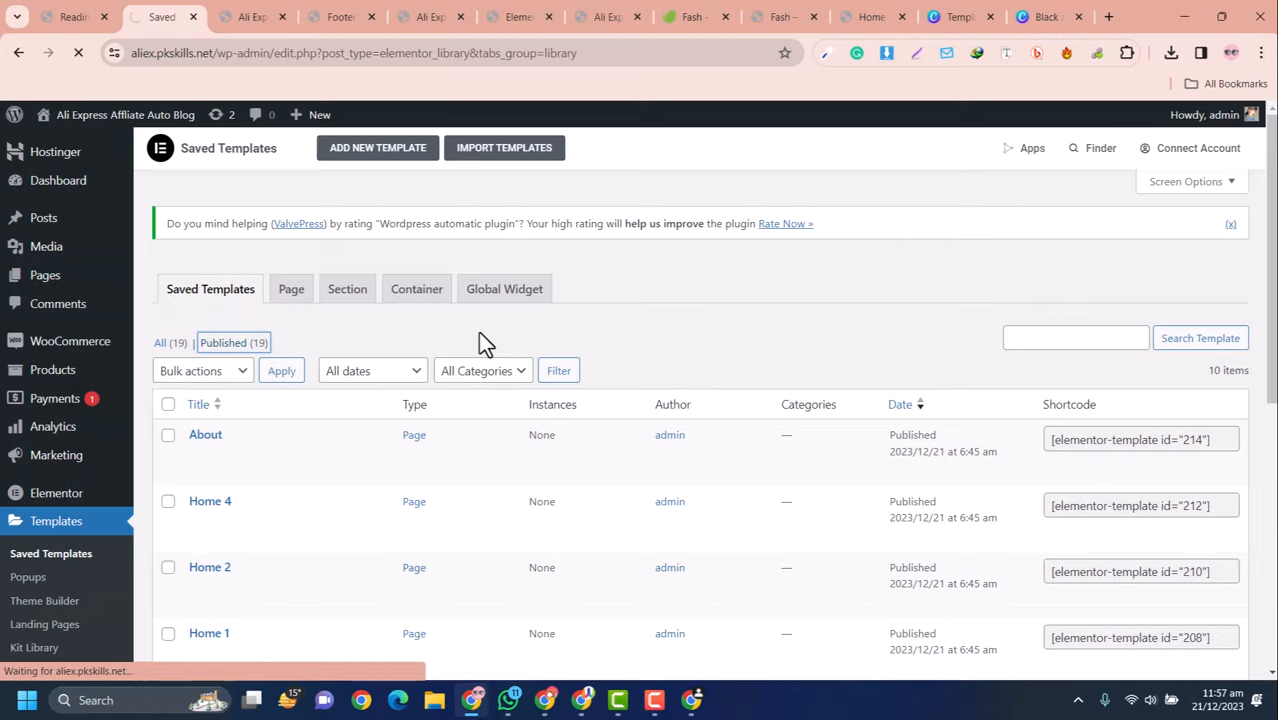 Readin
Saved
Ali Exp
Footer
Ali Exp
Elemen
Ali Exp
Fash -
Fash –
Home
Templ
Black a
aliex.pkskills.net/wp-admin/edit.php?post_type=elementor_library&tabs_group=library
All Bookmarks
Ali Express Affliate Auto Blog 2 0 New Howdy, admin
Hostinger
Dashboard
Posts
Media
Pages
Comments
WooCommerce
Products
Payments 1
Analytics
Marketing
Elementor
Templates
Saved Templates
Popups
Theme Builder
Landing Pages
Kit Library
Saved Templates ADD NEW TEMPLATE IMPORT TEMPLATES Apps Finder Connect Account
Screen Options
Do you mind helping (ValvePress) by rating "Wordpress automatic plugin"? Your high rating will help us improve the plugin Rate Now » (x)
Saved Templates Page Section Container Global Widget
All (19) | Published (19) Search Template
Bulk actions Apply All dates All Categories Filter 10 items
Title Type Instances Author Categories Date Shortcode
About Page None admin — Published [elementor-template id="214"]
2023/12/21 at 6:45 am
Home 4 Page None admin — Published [elementor-template id="212"]
2023/12/21 at 6:45 am
Home 2 Page None admin — Published [elementor-template id="210"]
2023/12/21 at 6:45 am
Home 1 Page None admin — Published [elementor-template id="208"]
2023/12/21 at 6:45 am
Waiting for aliex.pkskills.net...
Search 15° 11
11:57 am
21/12/2023